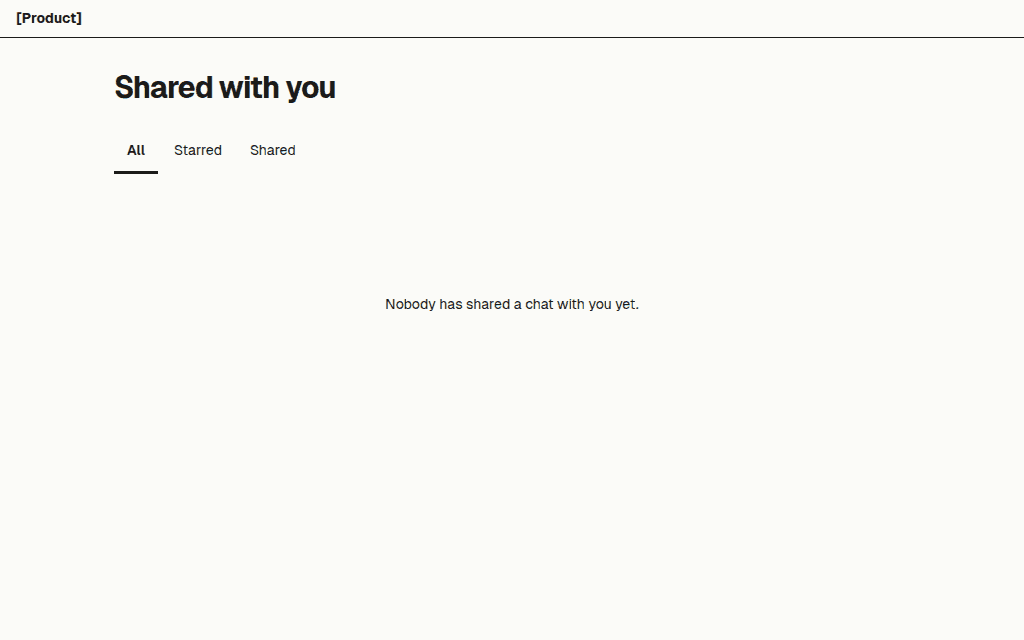 [Product]
Shared with you
All
Starred
Shared
Nobody has shared a chat with you yet.